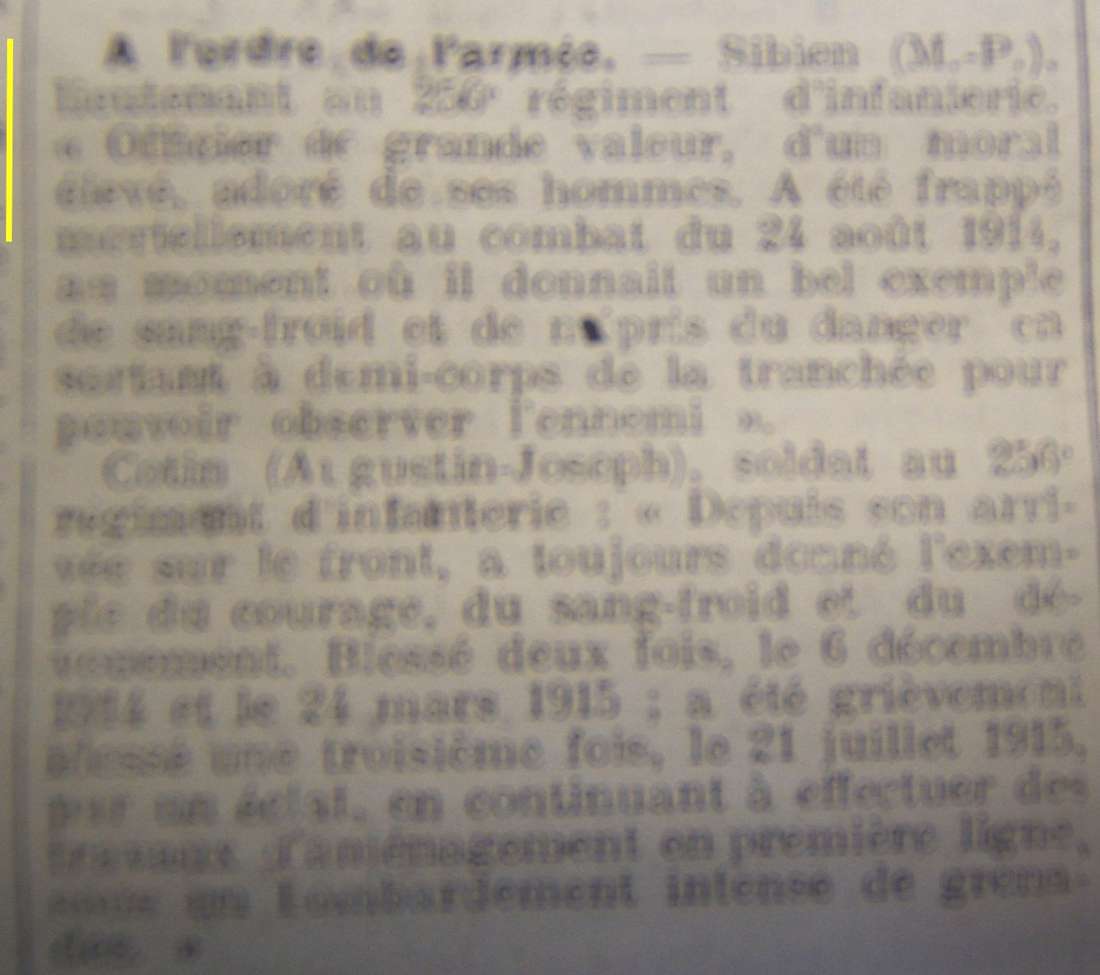 A l'ordre de l'armée. — Sibien (M.-P.),
lieutenant au 256e régiment d'infanterie.
« Officier de grande valeur, d'un moral
élevé, adoré de ses hommes. A été frappé
mortellement au combat du 24 août 1914,
au moment où il donnait un bel exemple
de sang-froid et de mépris du danger en
sortant à demi-corps de la tranchée pour
pouvoir observer l'ennemi ».
(Augustin-Joseph), soldat au 256e
régiment d'infanterie : « Depuis son arri-
vée sur le front, a toujours donné l'exem-
ple du courage, du sang-froid et du dé-
vouement. Blessé deux fois, le 6 décembre
1914 et le 24 mars 1915 ; a été grièvement
blessé une troisième fois, le 21 juillet 1915,
par un éclat, en continuant à effectuer des
travaux d'aménagement en première ligne,
sous un bombardement intense de grena-
des. »